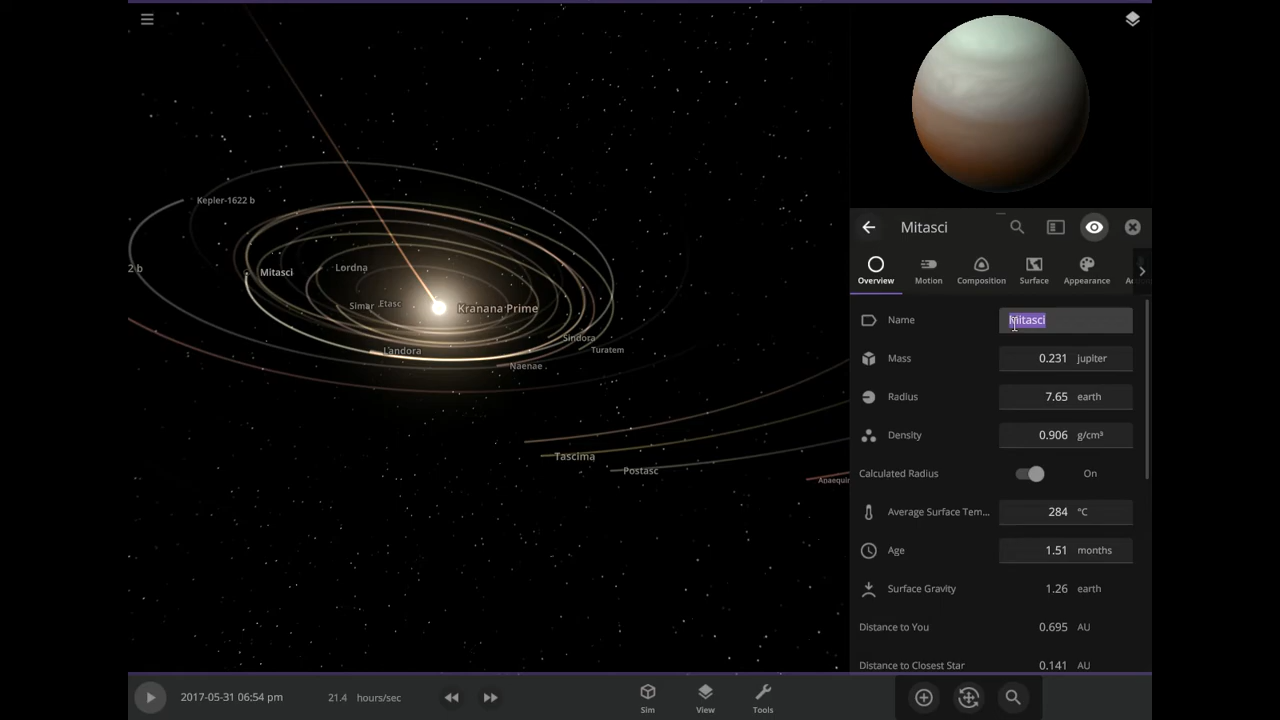 Kepler-1622 b
2 b
Mitasci
Lordna
Simar
Etasc
Kranana Prime
Landora
Sindora
Turatem
Naenae
Tascima
Postasc
Mitasci
Overview
Motion
Composition
Surface
Appearance
Name Mitasci
Mass 0.231 jupiter
Radius 7.65 earth
Density 0.906 g/cm³
Calculated Radius On
Average Surface Tem... 284 °C
Age 1.51 months
Surface Gravity 1.26 earth
Distance to You 0.695 AU
Distance to Closest Star 0.141 AU
2017-05-31 06:54 pm
21.4 hours/sec
Sim
View
Tools